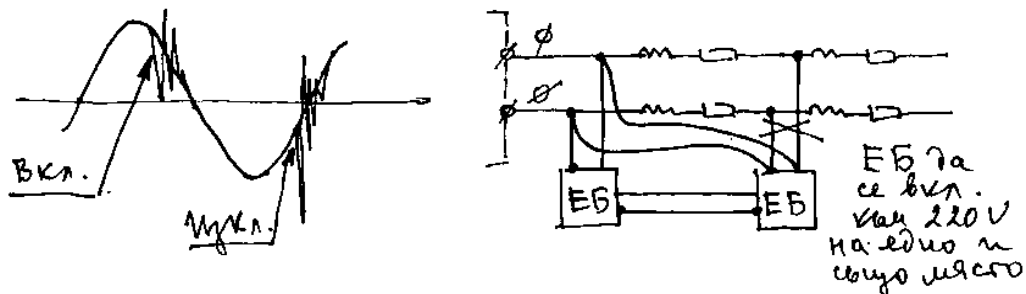 Вкл.
Изкл.
ф
ф
ЕБ
ЕБ
ЕБ да
се вкл.
към 220V
на едно и
също място